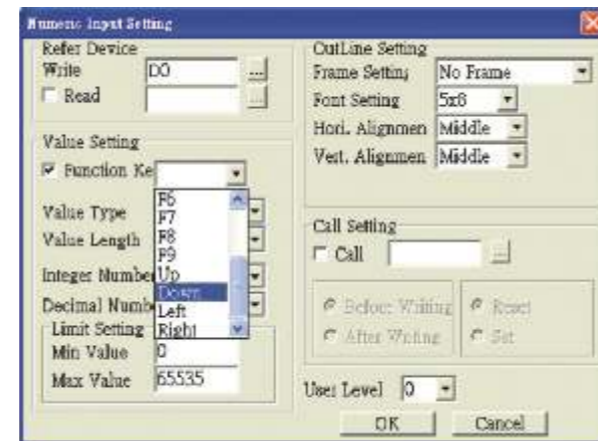 Numeric Input Setting
Refer Device
Write D0 ...
Read ...
Value Setting
Function Ke
F6
F7
F8
F9
Up
Down
Left
Right
Value Type
Value Length
Integer Number
Decimal Numb
Limit Setting
Min Value 0
Max Value 65535
OutLine Setting
Frame Setting No Frame
Font Setting 5x8
Hori. Alignmen Middle
Vert. Alignmen Middle
Call Setting
Call ...
Before Writing Reset
After Writing Set
User Level 0
OK Cancel